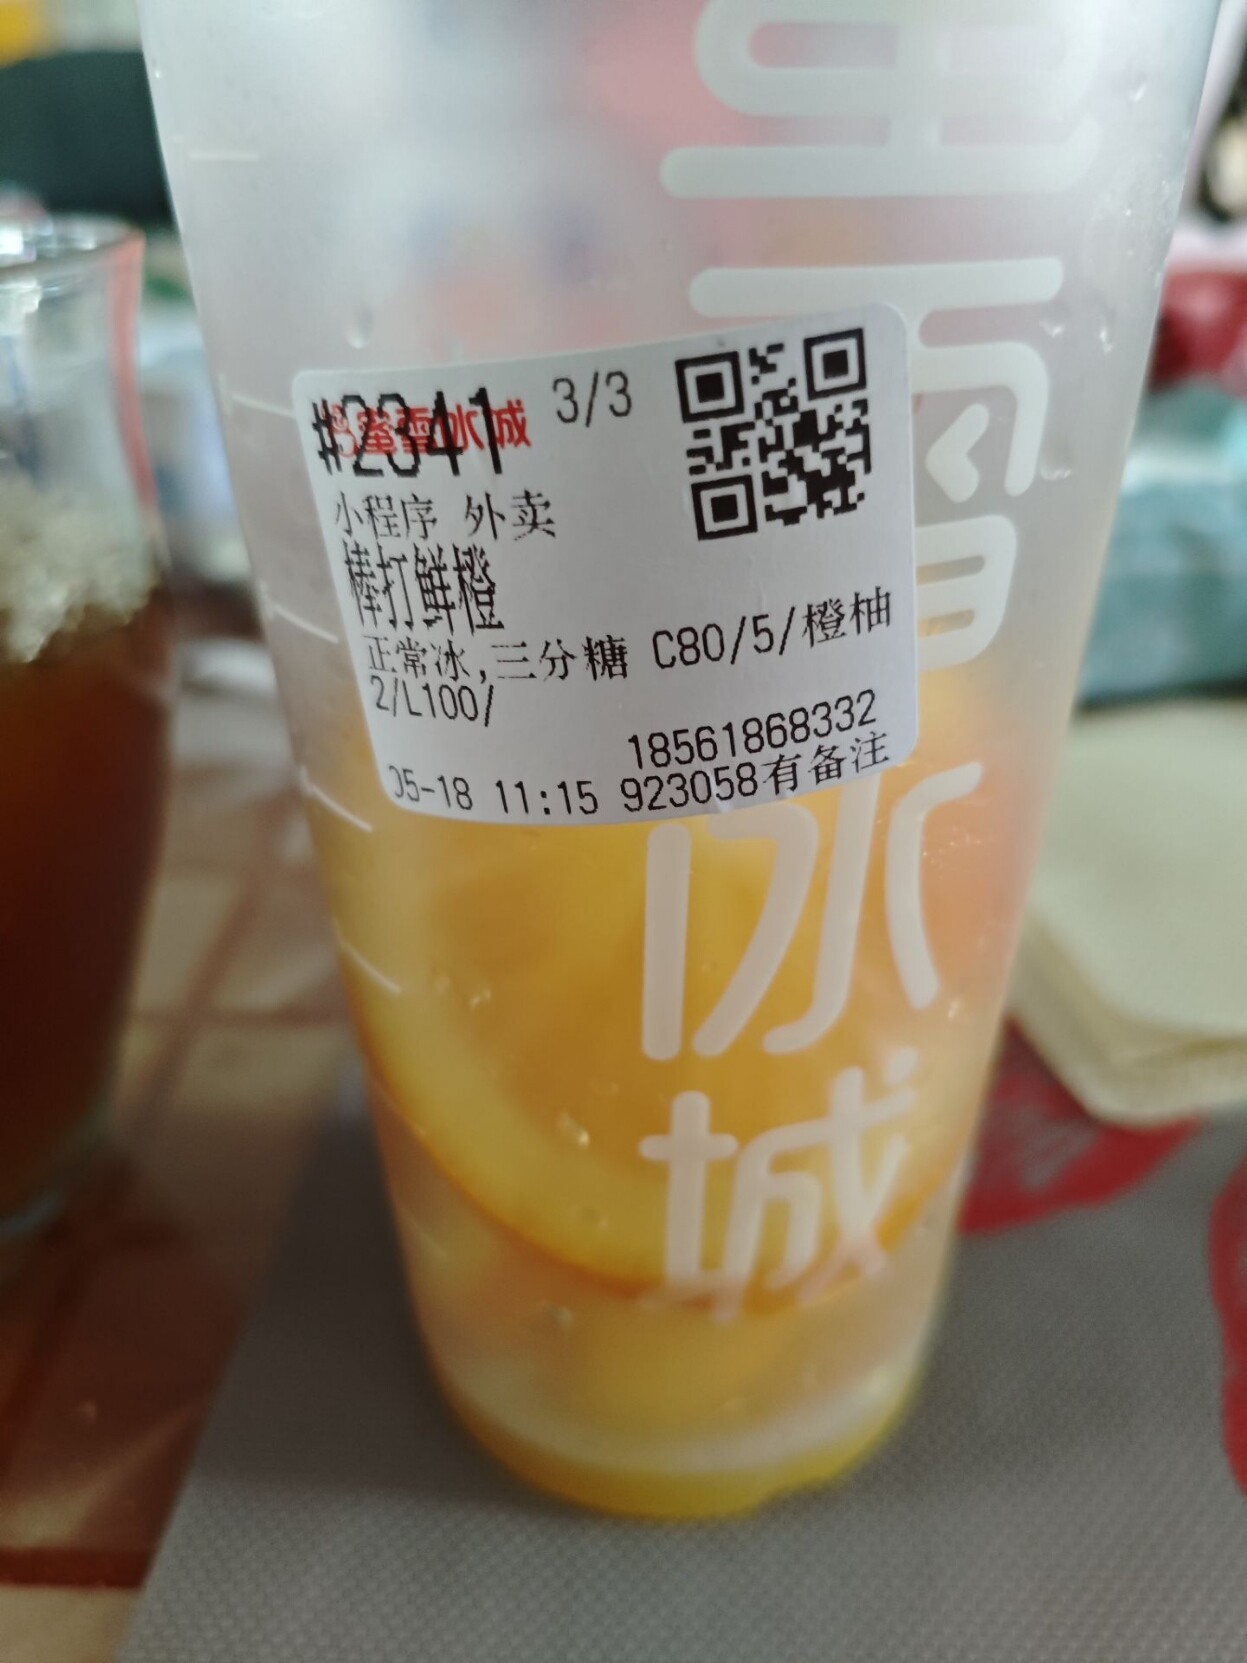 #2341 蜜雪冰城 3/3
小程序 外卖
棒打鲜橙
正常冰,三分糖 C80/5/橙柚
2/L100/
18561868332
05-18 11:15 923058有备注
蜜雪冰城